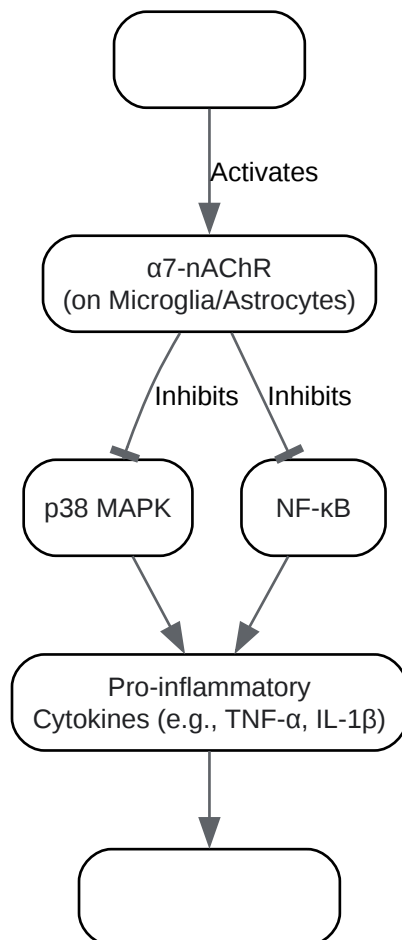 Activates
α7-nAChR
(on Microglia/Astrocytes)
Inhibits
Inhibits
p38 MAPK
NF-κB
Pro-inflammatory
Cytokines (e.g., TNF-α, IL-1β)